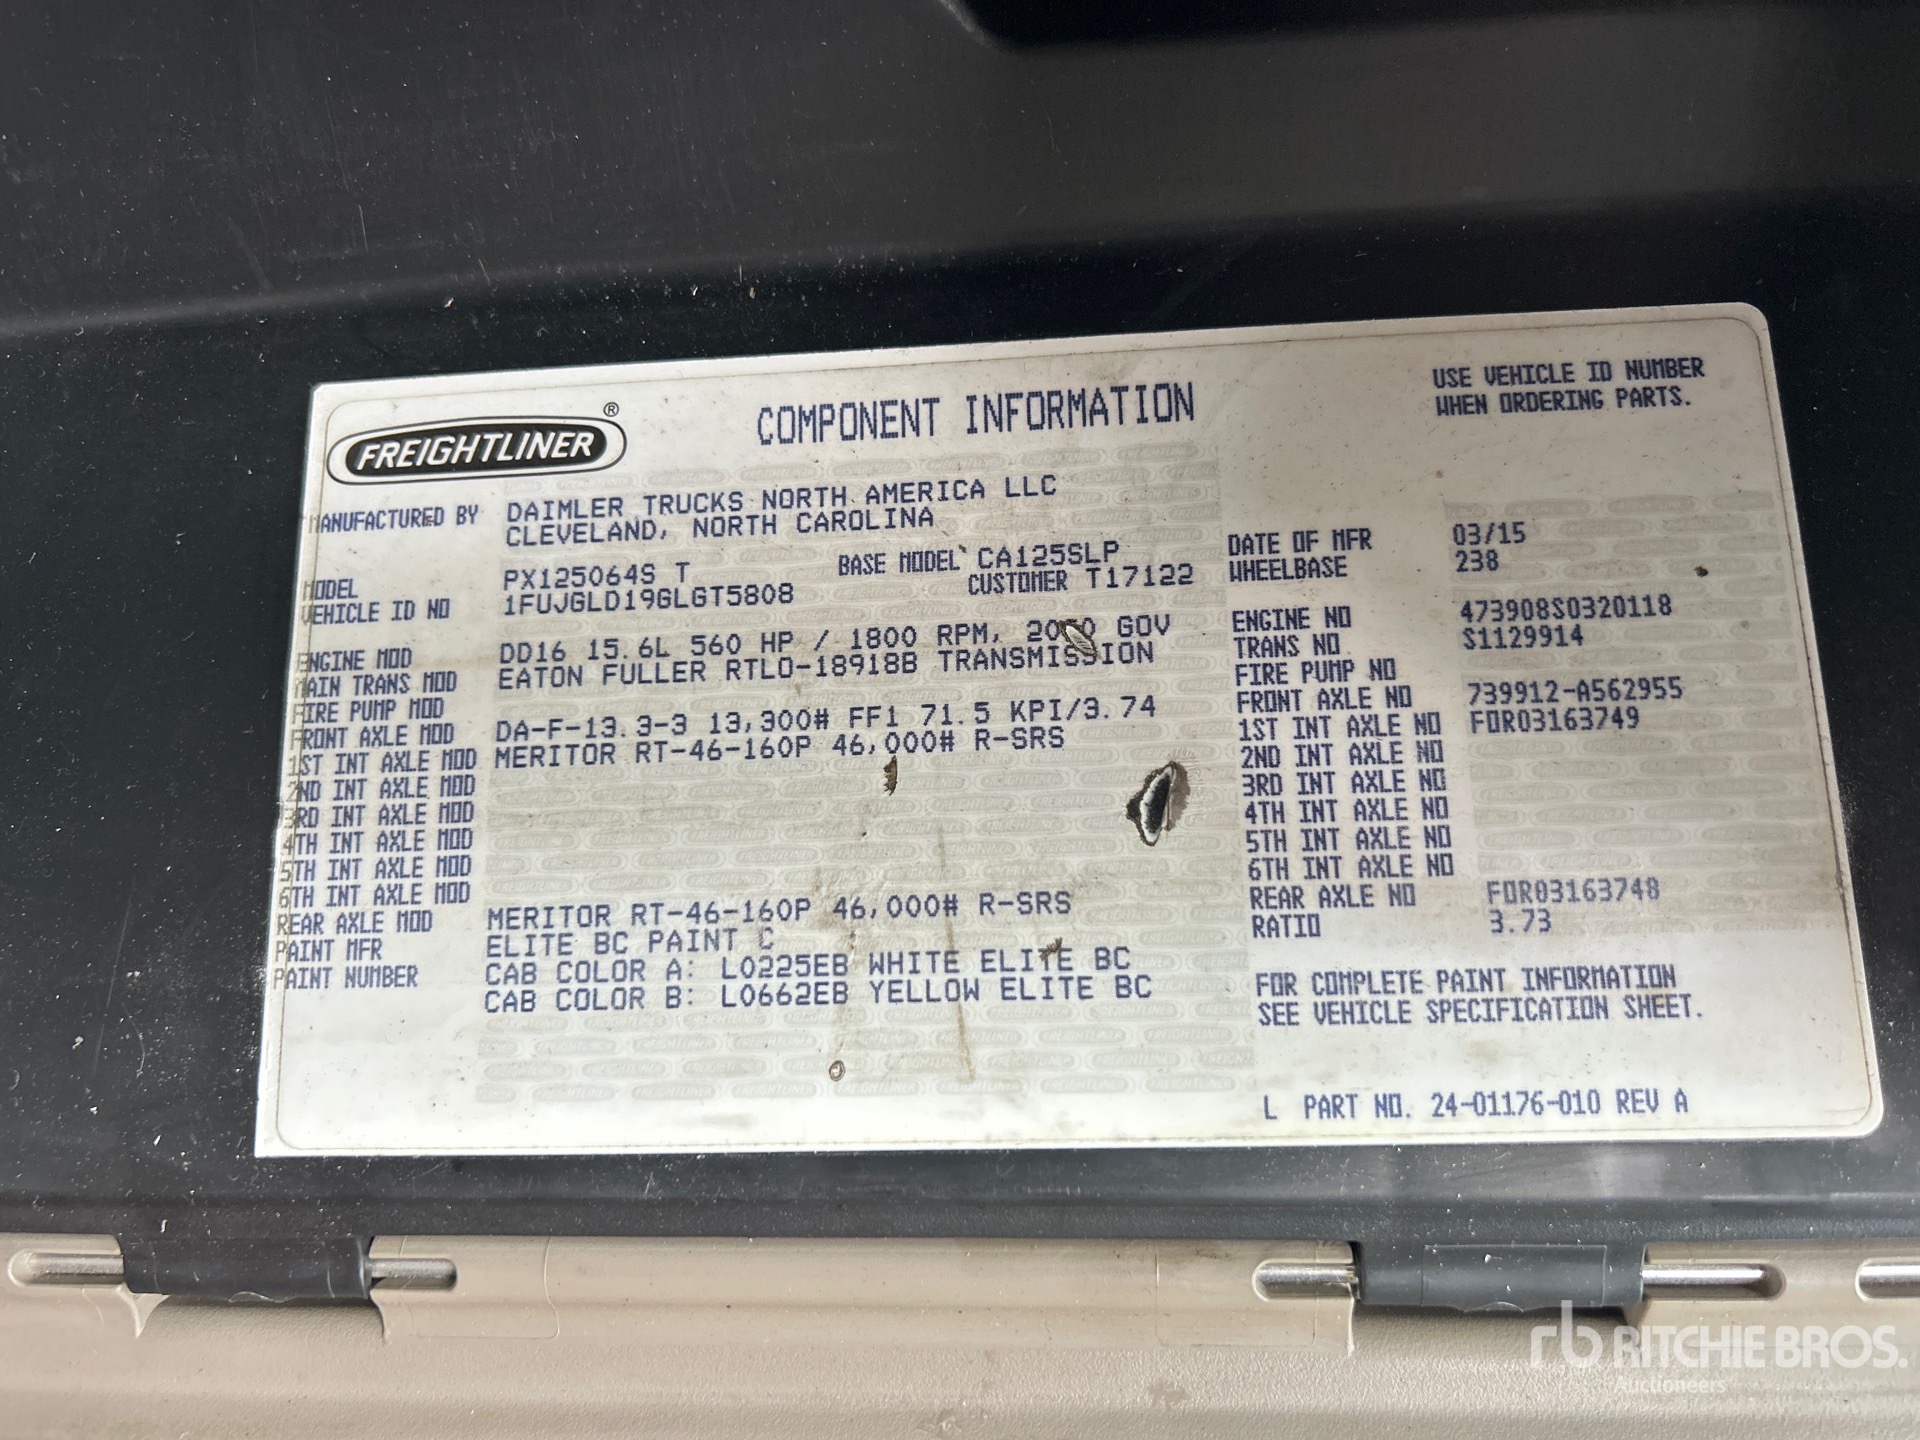 FREIGHTLINER ®
COMPONENT INFORMATION
USE VEHICLE ID NUMBER
WHEN ORDERING PARTS.
MANUFACTURED BY DAIMLER TRUCKS NORTH AMERICA LLC
CLEVELAND, NORTH CAROLINA
MODEL PX125064S T BASE MODEL CA125SLP
VEHICLE ID NO 1FUJGLD19GLGT5808 CUSTOMER T17122
ENGINE MOD DD16 15.6L 560 HP / 1800 RPM, GOV
MAIN TRANS MOD EATON FULLER RTLO-18918B TRANSMISSION
FIRE PUMP MOD
FRONT AXLE MOD DA-F-13.3-3 13,300# FF1 71.5 KPI/3.74
1ST INT AXLE MOD MERITOR RT-46-160P 46,000# R-SRS
2ND INT AXLE MOD
3RD INT AXLE MOD
4TH INT AXLE MOD
5TH INT AXLE MOD
6TH INT AXLE MOD
REAR AXLE MOD MERITOR RT-46-160P 46,000# R-SRS
PAINT MFR ELITE BC PAINT C
PAINT NUMBER CAB COLOR A: L0225EB WHITE ELITE BC
CAB COLOR B: L0662EB YELLOW ELITE BC
DATE OF MFR 03/15
WHEELBASE 238
ENGINE NO 473908S0320118
TRANS NO S1129914
FIRE PUMP NO
FRONT AXLE NO 739912-A562955
1ST INT AXLE NO FOR03163749
2ND INT AXLE NO
3RD INT AXLE NO
4TH INT AXLE NO
5TH INT AXLE NO
6TH INT AXLE NO
REAR AXLE NO FOR03163748
RATIO 3.73
FOR COMPLETE PAINT INFORMATION
SEE VEHICLE SPECIFICATION SHEET.
L PART NO. 24-01176-010 REV A
rb RITCHIE BROS.
Auctioneers